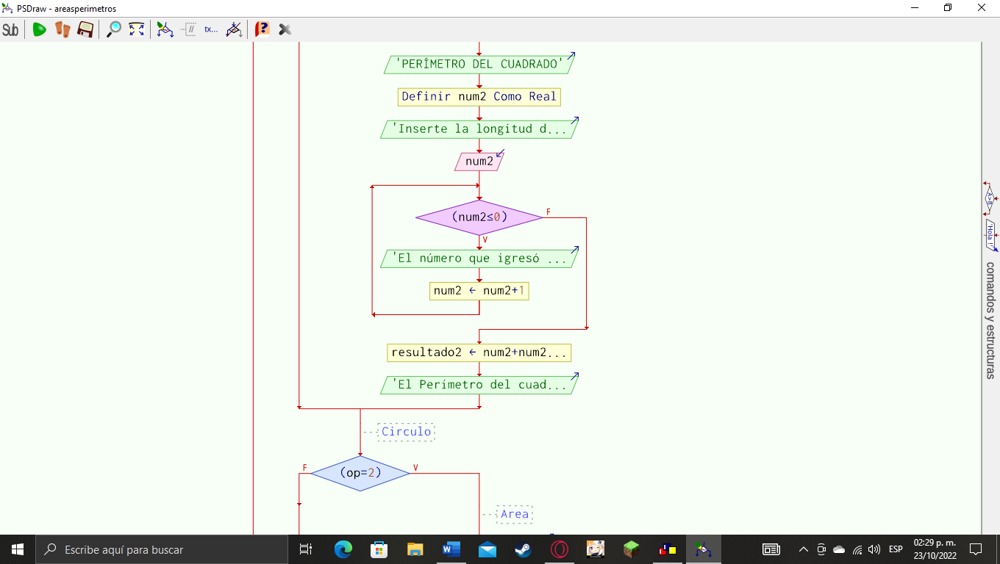 PSDraw - areasperimetros
Sub
tx...
'PERÍMETRO DEL CUADRADO'
Definir num2 Como Real
'Inserte la longitud d...
num2
(num2≤0)
F
V
'El número que igresó ...
num2 ← num2+1
resultado2 ← num2+num2...
'El Perímetro del cuad...
Circulo
F
(op=2)
V
Area
A>B
'Hola !'
comandos y estructuras
Escribe aquí para buscar
ESP
02:29 p. m.
23/10/2022